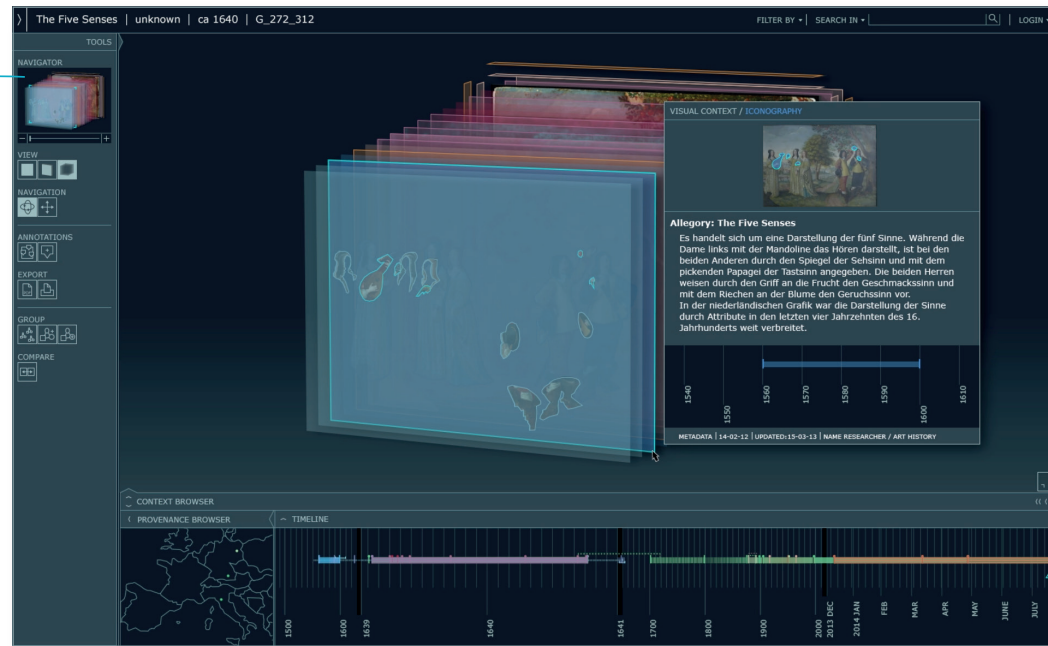 The Five Senses | unknown | ca 1640 | G_272_312
FILTER BY
SEARCH IN
LOGIN
TOOLS
NAVIGATOR
VIEW
NAVIGATION
ANNOTATIONS
EXPORT
GROUP
COMPARE
VISUAL CONTEXT / ICONOGRAPHY
Allegory: The Five Senses
Es handelt sich um eine Darstellung der fünf Sinne. Während die
Dame links mit der Mandoline das Hören darstellt, ist bei den
beiden Anderen durch den Spiegel der Sehsinn und mit dem
pickenden Papagei der Tastsinn angegeben. Die beiden Herren
weisen durch den Griff an die Frucht den Geschmackssinn und
mit dem Riechen an der Blume den Geruchssinn vor.
In der niederländischen Grafik war die Darstellung der Sinne
durch Attribute in den letzten vier Jahrzehnten des 16.
Jahrhunderts weit verbreitet.
1540
1550
1560
1570
1580
1590
1600
1610
METADATA | 14-02-12 | UPDATED:15-03-13 | NAME RESEARCHER / ART HISTORY
CONTEXT BROWSER
PROVENANCE BROWSER
TIMELINE
1500
1600
1639
1640
1641
1700
1800
1900
2000
2013 DEC
2014 JAN
FEB
MAR
APR
MAY
JUNE
JULY